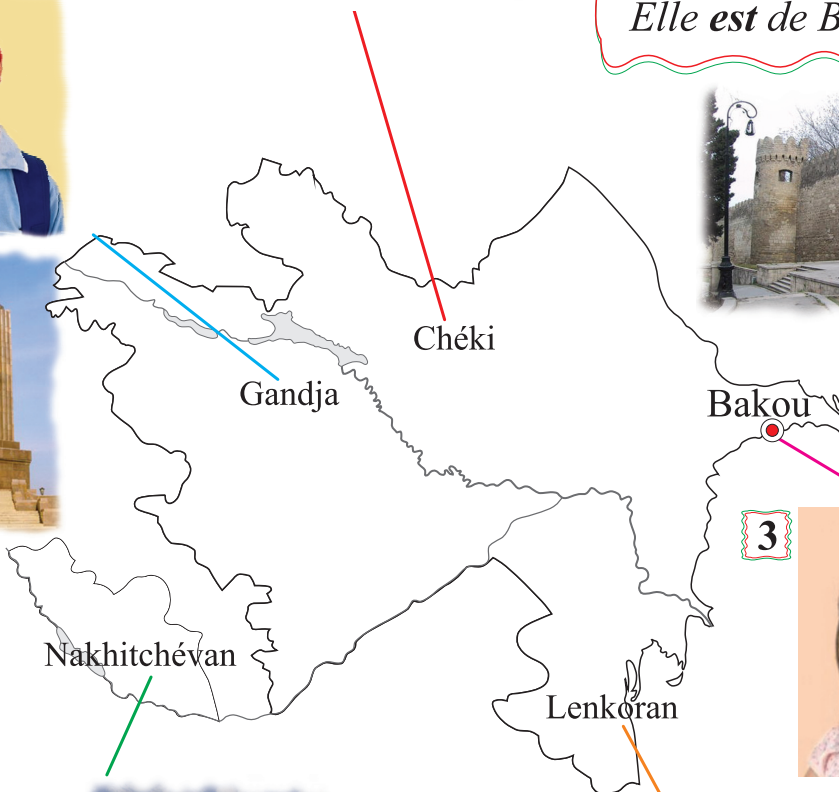 Elle est de B
Chéki
Gandja
Bakou
3
Nakhitchévan
Lenkoran